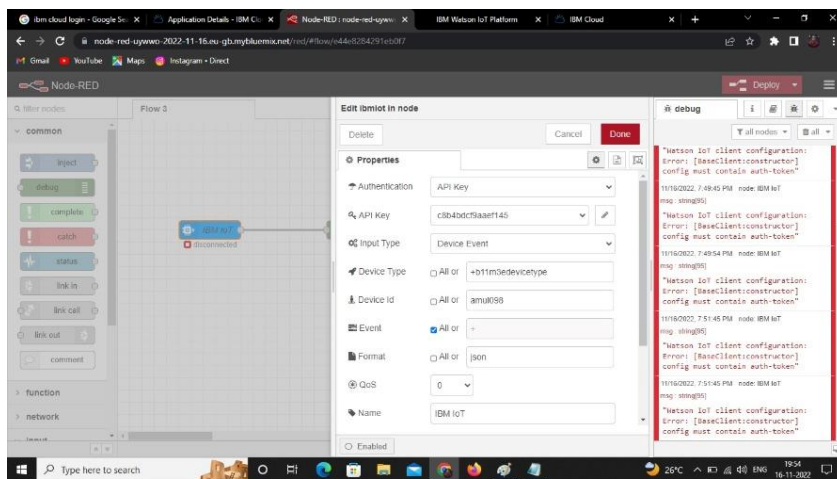 ibm cloud login - Google Se
Application Details - IBM Clo
Node-RED : node-red-uywwo
IBM Watson IoT Platform
IBM Cloud
node-red-uywwo-2022-11-16.eu-gb.mybluemix.net/red/#flow/e44e8284291eb0f7
Gmail YouTube Maps Instagram • Direct
Node-RED
Deploy
filter nodes
Flow 3
Edit ibmiot in node
debug
Delete Cancel Done
all nodes all
common
inject
debug
complete
catch
status
link in
link call
link out
comment
function
network
IBM IoT
disconnected
Properties
Authentication API Key
API Key
Input Type Device Event
Device Type All or +b11m3edevicetype
Device Id All or amul098
Event All or +
Format All or json
QoS 0
Name IBM IoT
Enabled
"Watson IoT client configuration:
Error: [BaseClient:constructor]
config must contain auth-token"
11/16/2022, 7:49:45 PM node: IBM IoT
msg : string[95]
"Watson IoT client configuration:
Error: [BaseClient:constructor]
config must contain auth-token"
11/16/2022, 7:49:54 PM node: IBM IoT
msg : string[95]
"Watson IoT client configuration:
Error: [BaseClient:constructor]
config must contain auth-token"
11/16/2022, 7:51:45 PM node: IBM IoT
msg : string[95]
"Watson IoT client configuration:
Error: [BaseClient:constructor]
config must contain auth-token"
11/16/2022, 7:51:45 PM node: IBM IoT
msg : string[95]
"Watson IoT client configuration:
Error: [BaseClient:constructor]
config must contain auth-token"
Type here to search
26°C
ENG
19:54
16-11-2022